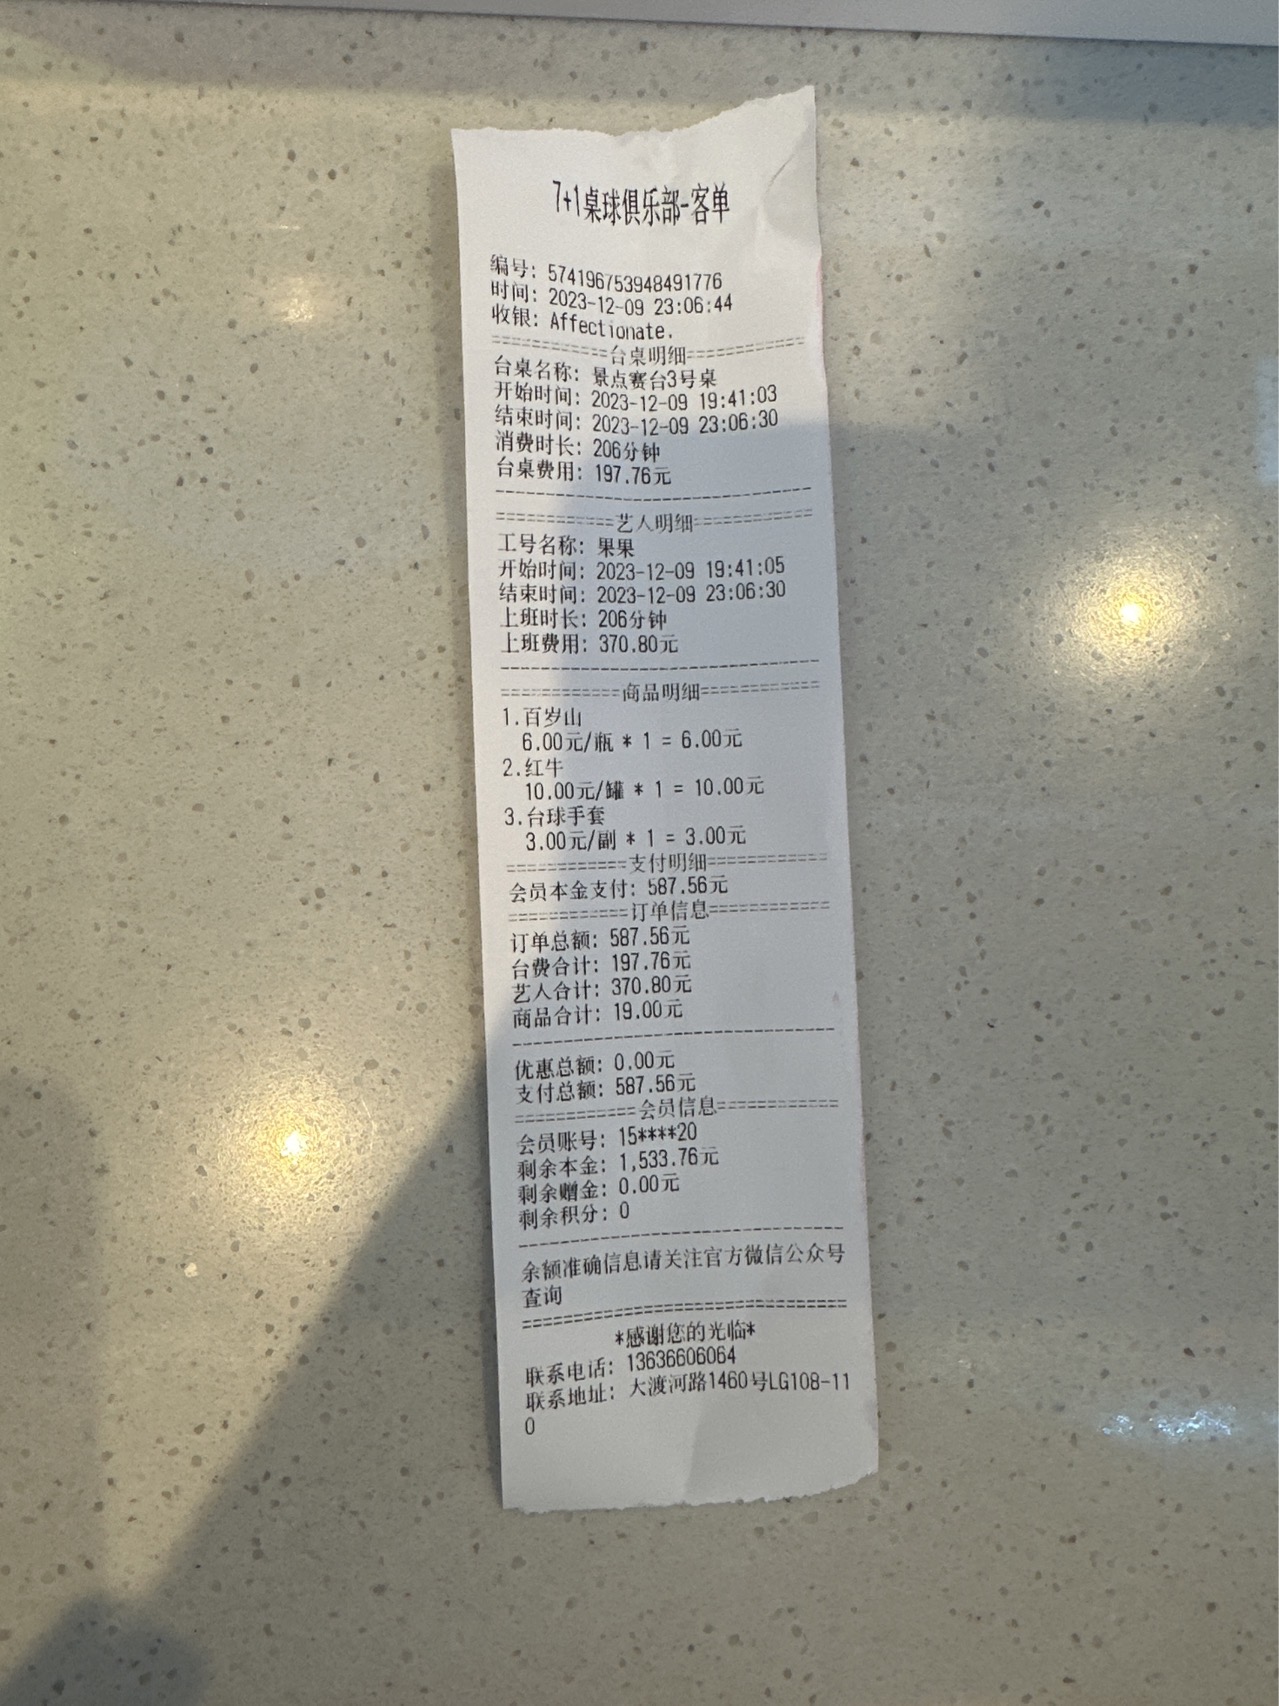 7+1桌球俱乐部-客单
编号: 574196753948491776
时间: 2023-12-09 23:06:44
收银: Affectionate.
============台桌明细============
台桌名称: 景点赛台3号桌
开始时间: 2023-12-09 19:41:03
结束时间: 2023-12-09 23:06:30
消费时长: 206分钟
台桌费用: 197.76元
--------------------------------
============艺人明细============
工号名称: 果果
开始时间: 2023-12-09 19:41:05
结束时间: 2023-12-09 23:06:30
上班时长: 206分钟
上班费用: 370.80元
--------------------------------
============商品明细============
1.百岁山
6.00元/瓶 * 1 = 6.00元
2.红牛
10.00元/罐 * 1 = 10.00元
3.台球手套
3.00元/副 * 1 = 3.00元
============支付明细============
会员本金支付: 587.56元
============订单信息============
订单总额: 587.56元
台费合计: 197.76元
艺人合计: 370.80元
商品合计: 19.00元
--------------------------------
优惠总额: 0.00元
支付总额: 587.56元
============会员信息============
会员账号: 15****20
剩余本金: 1,533.76元
剩余赠金: 0.00元
剩余积分: 0
--------------------------------
余额准确信息请关注官方微信公众号
查询
================================
*感谢您的光临*
联系电话: 13636606064
联系地址: 大渡河路1460号LG108-11
0